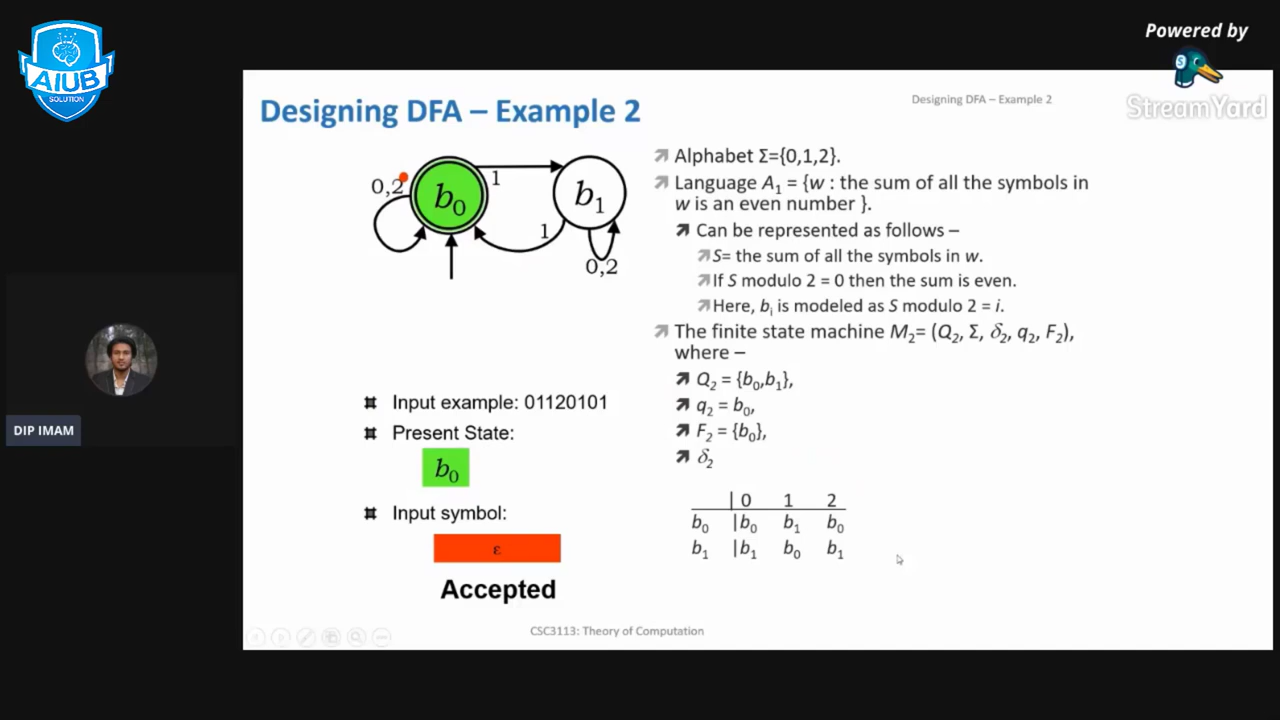 Powered by
StreamYard
AIUB
SOLUTION
DIP IMAM
Designing DFA – Example 2
Designing DFA – Example 2
0,2
b₀
1
b₁
1
0,2
Input example: 01120101
Present State:
b₀
Input symbol:
ε
Accepted
Alphabet Σ={0,1,2}.
Language A₁ = {w : the sum of all the symbols in
w is an even number }.
Can be represented as follows –
S= the sum of all the symbols in w.
If S modulo 2 = 0 then the sum is even.
Here, bᵢ is modeled as S modulo 2 = i.
The finite state machine M₂= (Q₂, Σ, δ₂, q₂, F₂),
where –
Q₂ = {b₀,b₁},
q₂ = b₀,
F₂ = {b₀},
δ₂
| 0 1 2
b₀ |b₀ b₁ b₀
b₁ |b₁ b₀ b₁
CSC3113: Theory of Computation